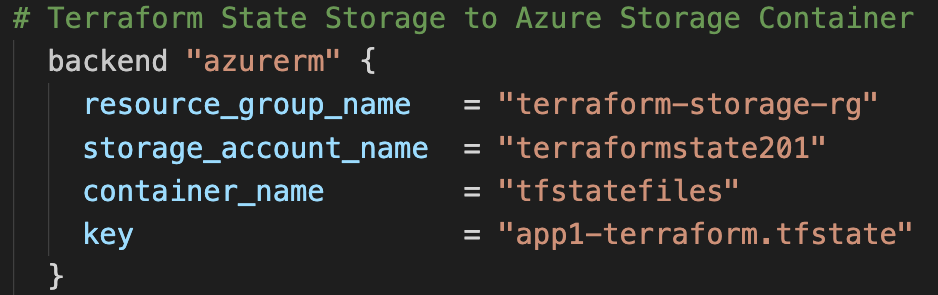 # Terraform State Storage to Azure Storage Container
backend "azurerm" {
resource_group_name = "terraform-storage-rg"
storage_account_name = "terraformstate201"
container_name = "tfstatefiles"
key = "app1-terraform.tfstate"
}